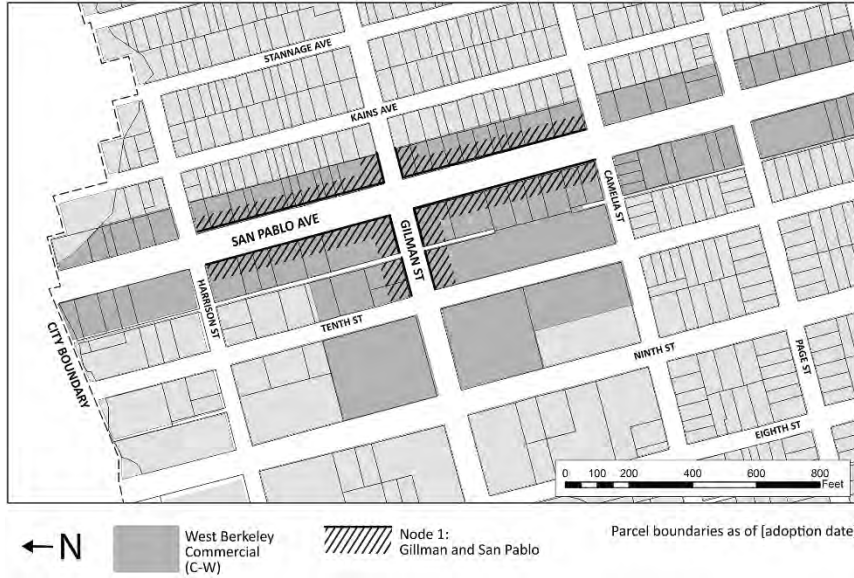 STANNAGE AVE
KAINS AVE
SAN PABLO AVE
GILMAN ST
CAMELIA ST
HARRISON ST
TENTH ST
NINTH ST
PAGE ST
EIGHTH ST
CITY BOUNDARY
0 50 100 200 400 600 800
Feet
N
West Berkeley
Commercial
(C-W)
Node 1:
Gillman and San Pablo
Parcel boundaries as of [adoption date